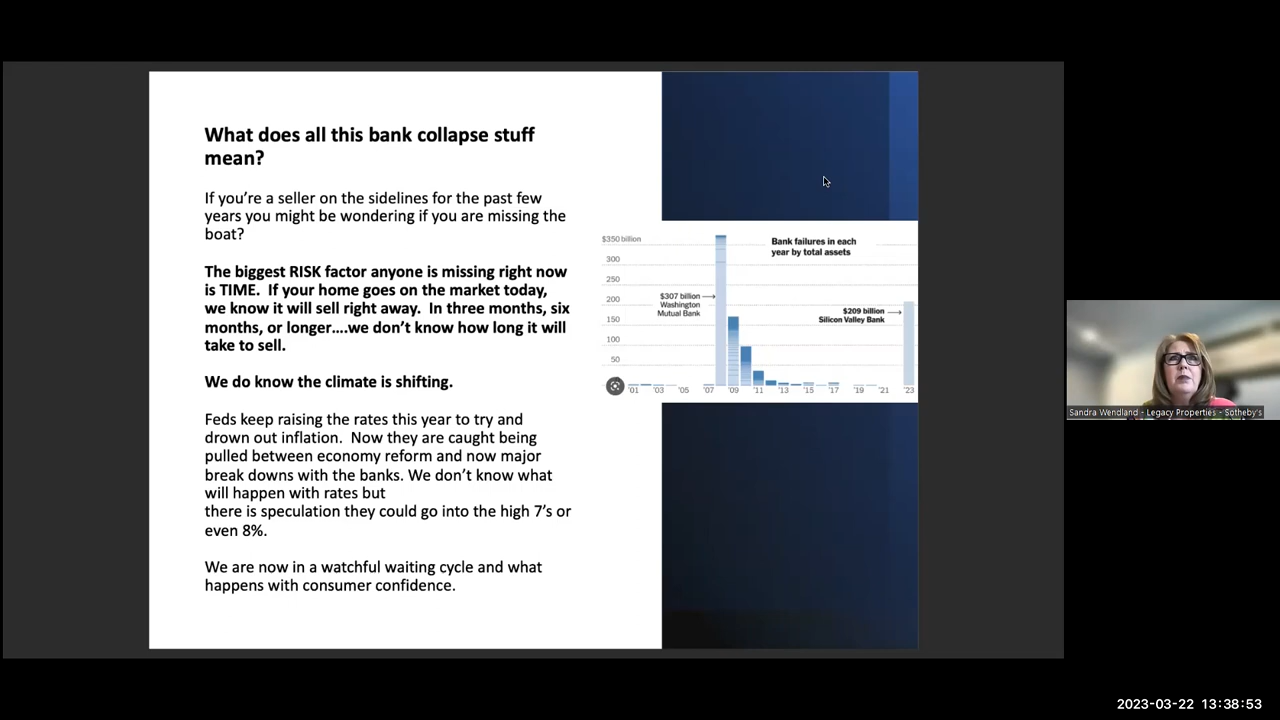 What does all this bank collapse stuff
mean?
If you’re a seller on the sidelines for the past few
years you might be wondering if you are missing the
boat?
The biggest RISK factor anyone is missing right now
is TIME.  If your home goes on the market today,
we know it will sell right away.  In three months, six
months, or longer….we don’t know how long it will
take to sell.
We do know the climate is shifting.
Feds keep raising the rates this year to try and
drown out inflation.  Now they are caught being
pulled between economy reform and now major
break downs with the banks. We don’t know what
will happen with rates but
there is speculation they could go into the high 7’s or
even 8%.
We are now in a watchful waiting cycle and what
happens with consumer confidence.
Bank failures in each
year by total assets
$350 billion
300
250
200
150
100
50
$307 billion
Washington
Mutual Bank
$209 billion
Silicon Valley Bank
'01 '03 '05 '07 '09 '11 '13 '15 '17 '19 '21 '23
Sandra Wendland - Legacy Properties - Sotheby's
2023-03-22 13:38:53